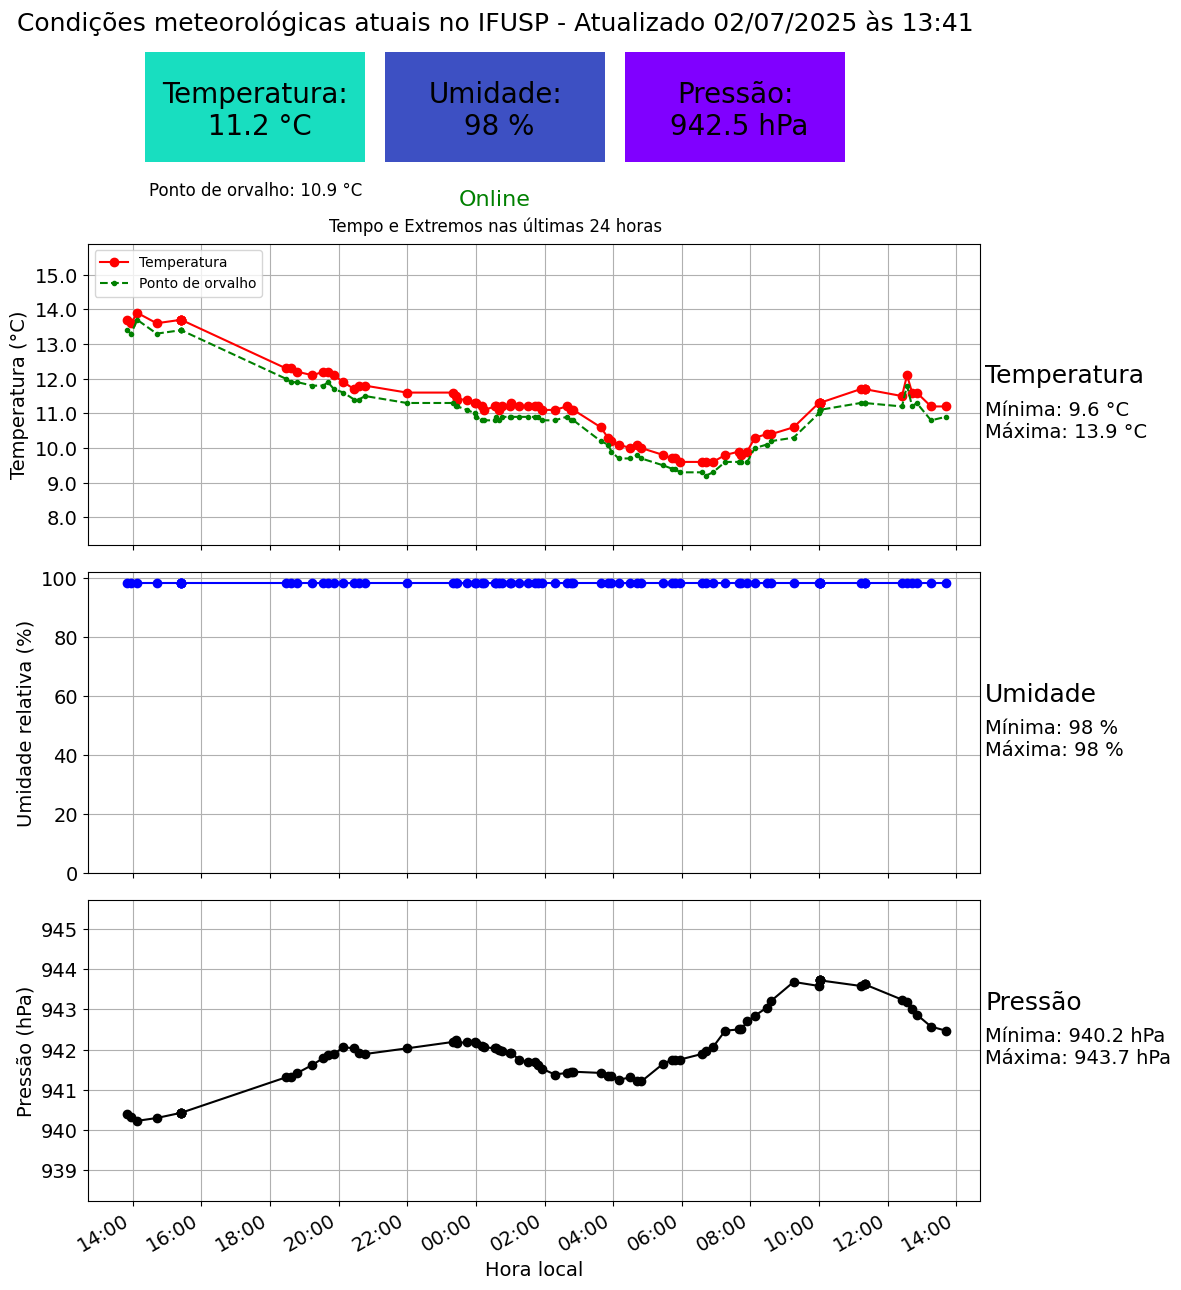 Condições meteorológicas atuais no IFUSP - Atualizado 02/07/2025 às 13:41
Temperatura:
11.2 °C
Umidade:
98 %
Pressão:
942.5 hPa
Ponto de orvalho: 10.9 °C
Online
Tempo e Extremos nas últimas 24 horas
Temperatura
Ponto de orvalho
Temperatura (°C)
15.0
14.0
13.0
12.0
11.0
10.0
9.0
8.0
Temperatura
Mínima: 9.6 °C
Máxima: 13.9 °C
Umidade relativa (%)
100
80
60
40
20
0
Umidade
Mínima: 98 %
Máxima: 98 %
Pressão (hPa)
945
944
943
942
941
940
939
Pressão
Mínima: 940.2 hPa
Máxima: 943.7 hPa
14:00
16:00
18:00
20:00
22:00
00:00
02:00
04:00
06:00
08:00
10:00
12:00
14:00
Hora local